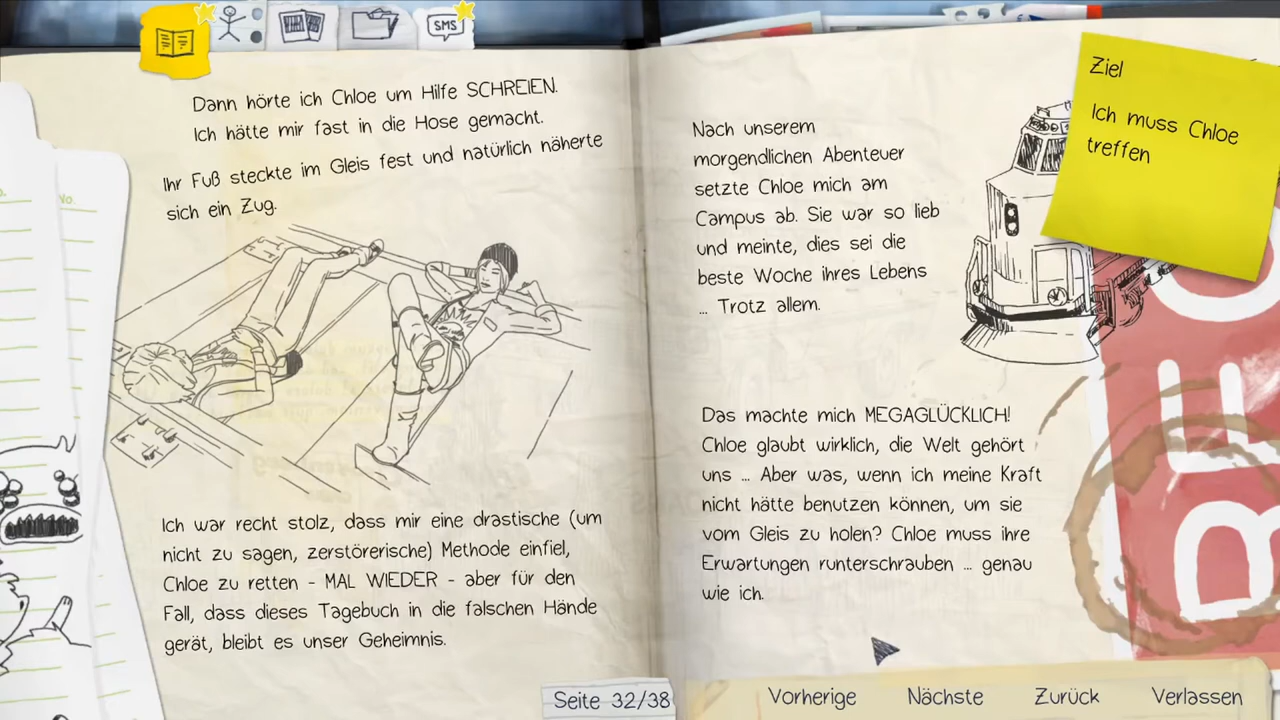 SMS
Dann hörte ich Chloe um Hilfe SCHREIEN.
Ich hätte mir fast in die Hose gemacht.
Ihr Fuß steckte im Gleis fest und natürlich näherte
sich ein Zug.
Ich war recht stolz, dass mir eine drastische (um
nicht zu sagen, zerstörerische) Methode einfiel,
Chloe zu retten - MAL WIEDER - aber für den
Fall, dass dieses Tagebuch in die falschen Hände
gerät, bleibt es unser Geheimnis.
No.
Nach unserem
morgendlichen Abenteuer
setzte Chloe mich am
Campus ab. Sie war so lieb
und meinte, dies sei die
beste Woche ihres Lebens
... Trotz allem.
Das machte mich MEGAGLÜCKLICH!
Chloe glaubt wirklich, die Welt gehört
uns ... Aber was, wenn ich meine Kraft
nicht hätte benutzen können, um sie
vom Gleis zu holen? Chloe muss ihre
Erwartungen runterschrauben ... genau
wie ich.
Ziel
Ich muss Chloe
treffen
Seite 32/38
Vorherige
Nächste
Zurück
Verlassen